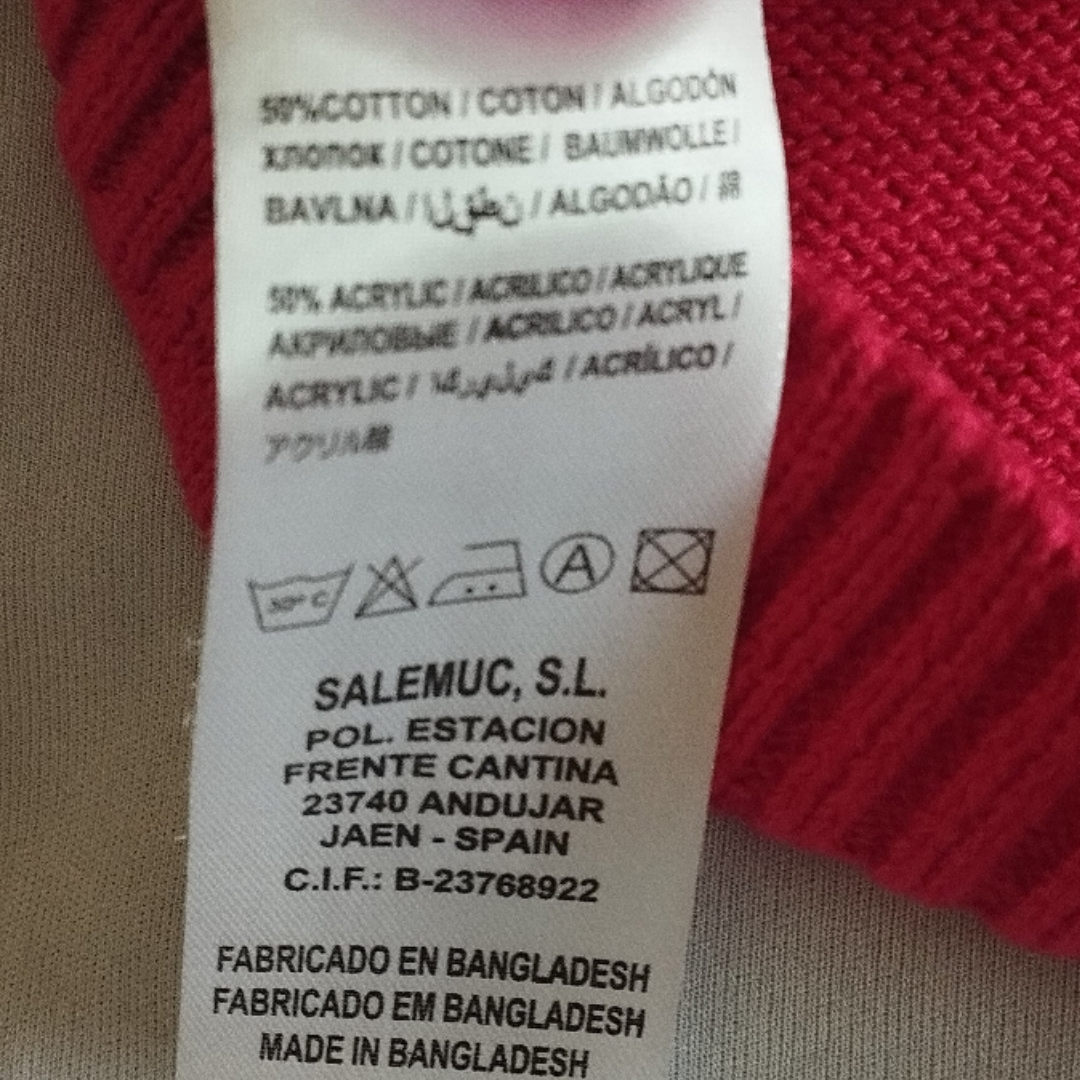 50%COTTON / COTON / ALGODÓN
хлопок / COTONE / BAUMWOLLE /
BAVLNA / القطن / ALGODÃO / 綿
50% ACRYLIC / ACRILICO / ACRYLIQUE
АКРИЛОВЫЕ / ACRILICO / ACRYL /
ACRYLIC / / ACRÍLICO /
アクリル酸
30° C
A
SALEMUC, S.L.
POL. ESTACION
FRENTE CANTINA
23740 ANDUJAR
JAEN - SPAIN
C.I.F.: B-23768922
FABRICADO EN BANGLADESH
FABRICADO EM BANGLADESH
MADE IN BANGLADESH